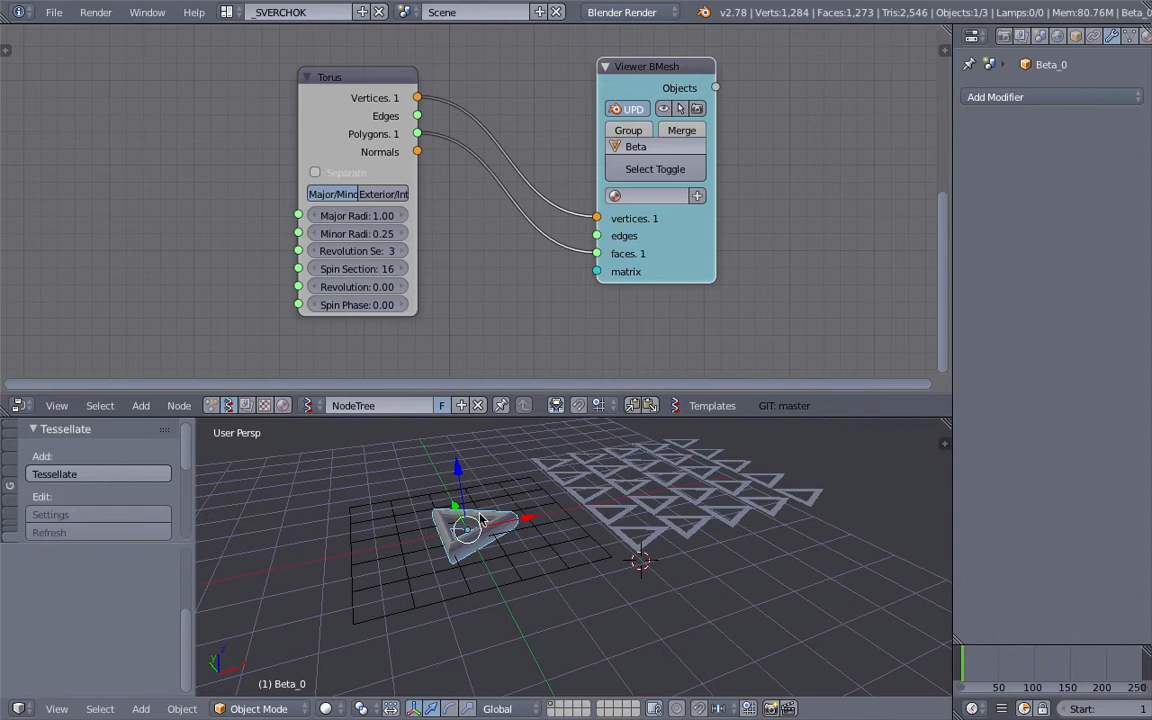 File Render Window Help _SVERCHOK Scene Blender Render v2.78 | Verts:1,284 | Faces:1,273 | Tris:2,546 | Objects:1/3 | Lamps:0/0 | Mem:80.76M | Beta_0
Torus
Vertices. 1
Edges
Polygons. 1
Normals
Separate
Major/Mind Exterior/Int
Major Radi: 1.00
Minor Radi: 0.25
Revolution Se: 3
Spin Section: 16
Revolution: 0.00
Spin Phase: 0.00
Viewer BMesh
Objects
UPD
Group Merge
Beta
Select Toggle
vertices. 1
edges
faces. 1
matrix
Beta_0
Add Modifier
View Select Add Node NodeTree F Templates GIT: master
Tessellate
Add:
Tessellate
Edit:
Settings
Refresh
User Persp
(1) Beta_0
View Select Add Object Object Mode Global
50 100 150 200 250
Start: 1